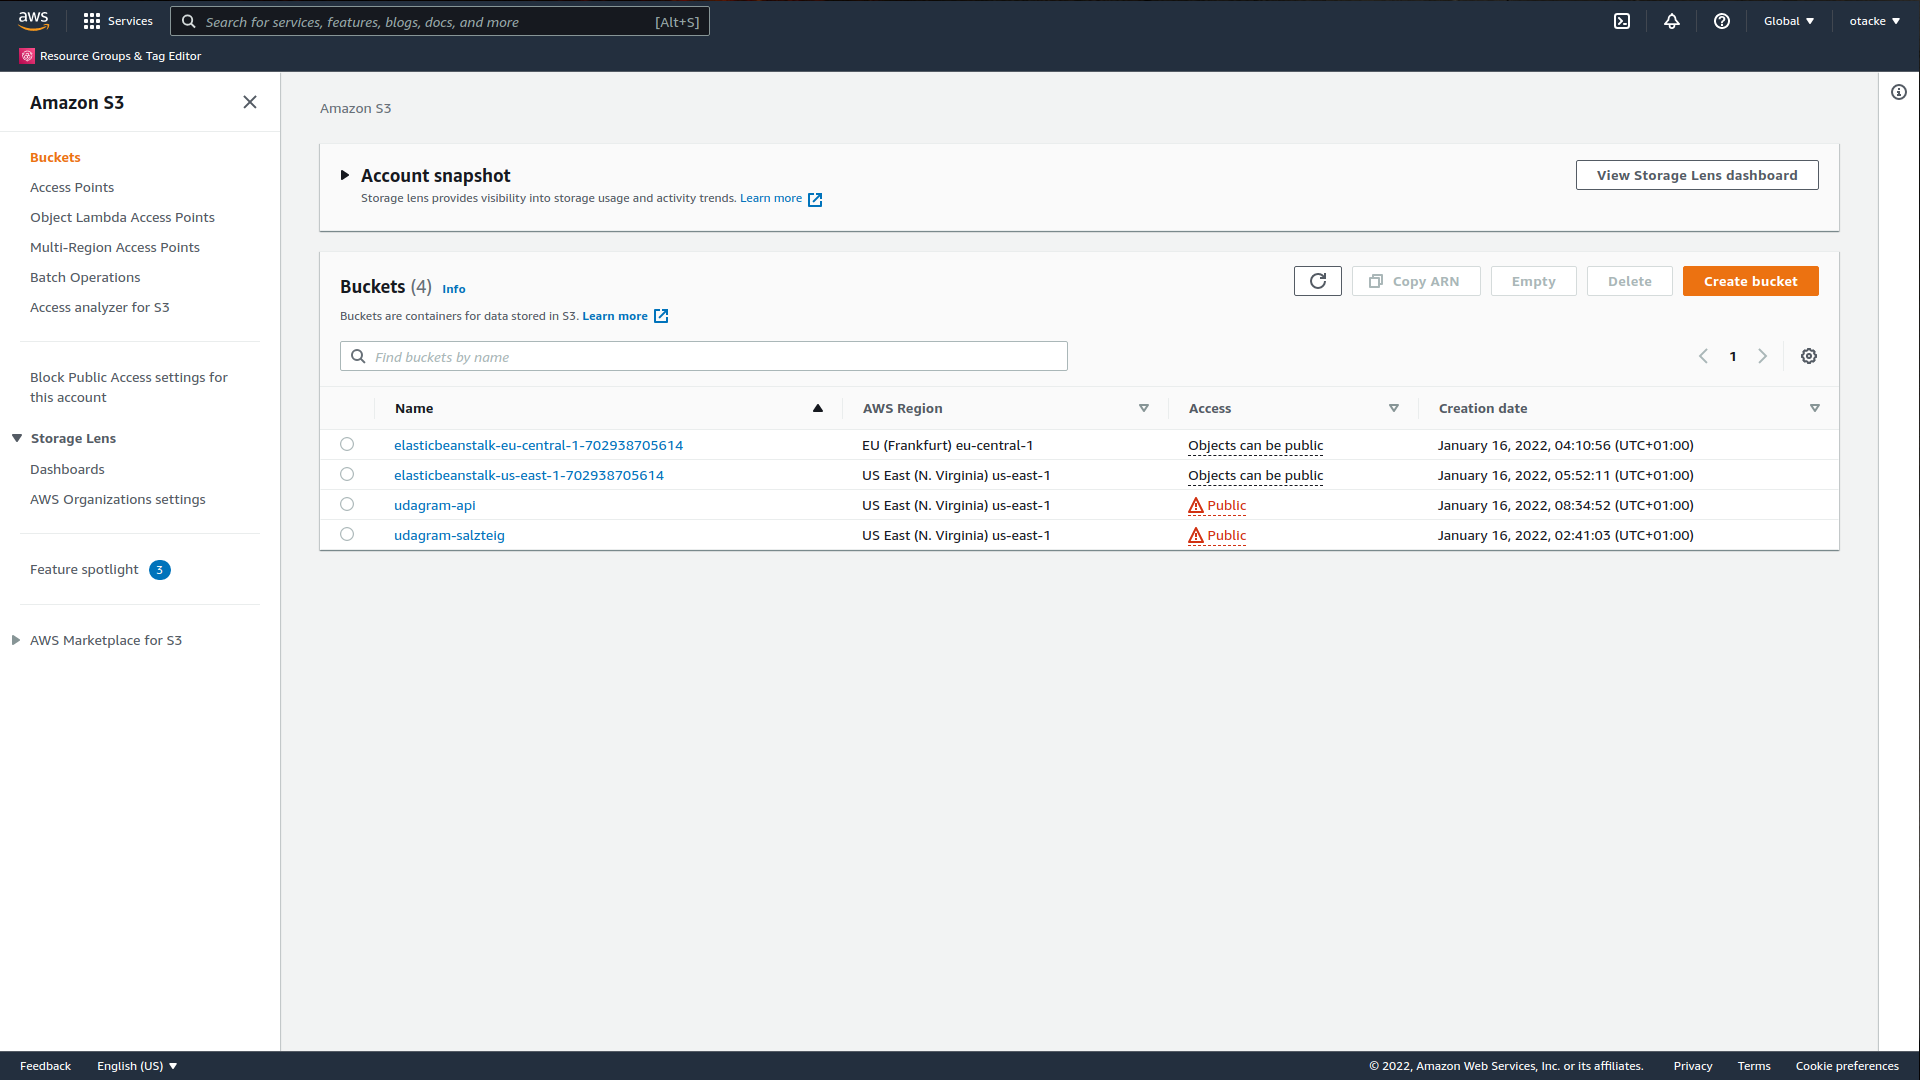 aws
Services
Search for services, features, blogs, docs, and more [Alt+S]
Global
otacke
Resource Groups & Tag Editor
Amazon S3
Buckets
Access Points
Object Lambda Access Points
Multi-Region Access Points
Batch Operations
Access analyzer for S3
Block Public Access settings for
this account
Storage Lens
Dashboards
AWS Organizations settings
Feature spotlight 3
AWS Marketplace for S3
Amazon S3
Account snapshot
View Storage Lens dashboard
Storage lens provides visibility into storage usage and activity trends. Learn more
Buckets (4) Info
Copy ARN
Empty
Delete
Create bucket
Buckets are containers for data stored in S3. Learn more
Find buckets by name
1
Name AWS Region Access Creation date
elasticbeanstalk-eu-central-1-702938705614 EU (Frankfurt) eu-central-1 Objects can be public January 16, 2022, 04:10:56 (UTC+01:00)
elasticbeanstalk-us-east-1-702938705614 US East (N. Virginia) us-east-1 Objects can be public January 16, 2022, 05:52:11 (UTC+01:00)
udagram-api US East (N. Virginia) us-east-1 Public January 16, 2022, 08:34:52 (UTC+01:00)
udagram-salzteig US East (N. Virginia) us-east-1 Public January 16, 2022, 02:41:03 (UTC+01:00)
Feedback English (US) © 2022, Amazon Web Services, Inc. or its affiliates. Privacy Terms Cookie preferences